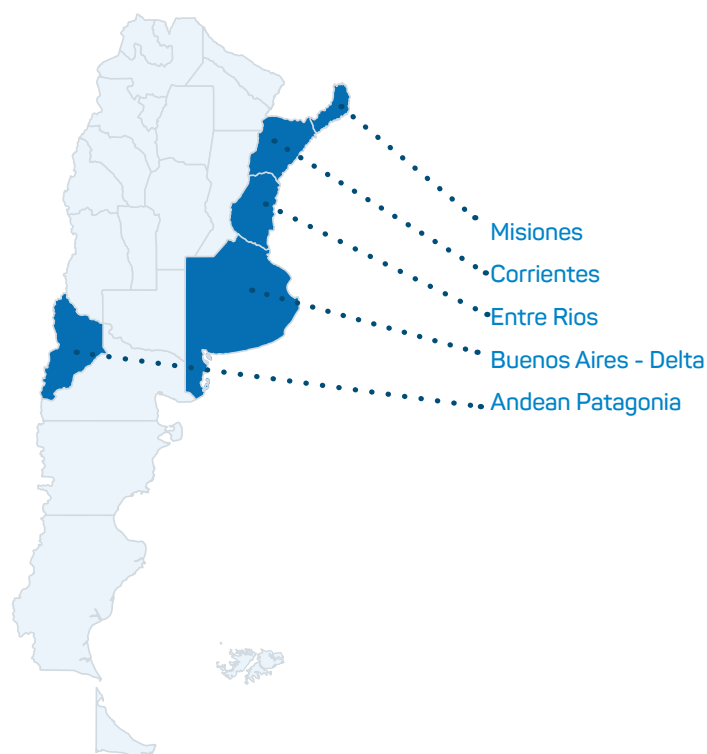 Misiones
Corrientes
Entre Rios
Buenos Aires - Delta
Andean Patagonia